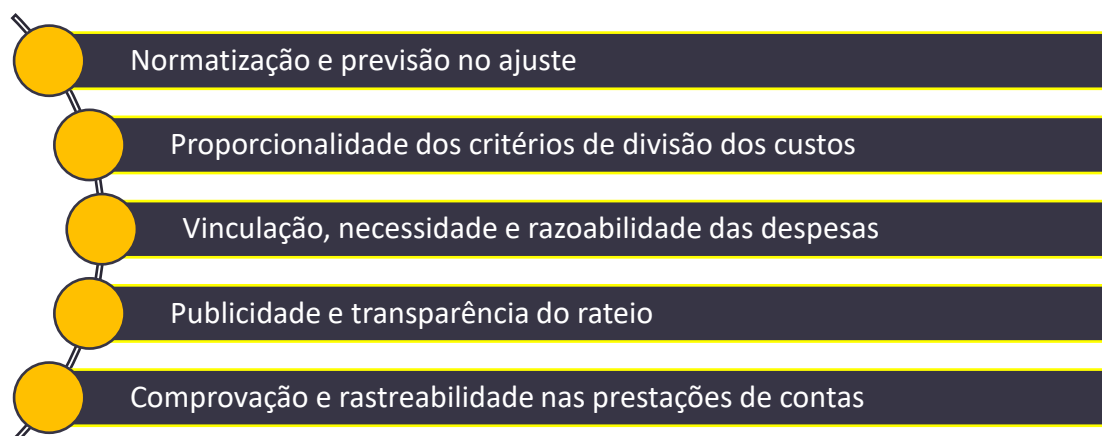 Normatização e previsão no ajuste
Proporcionalidade dos critérios de divisão dos custos
Vinculação, necessidade e razoabilidade das despesas
Publicidade e transparência do rateio
Comprovação e rastreabilidade nas prestações de contas